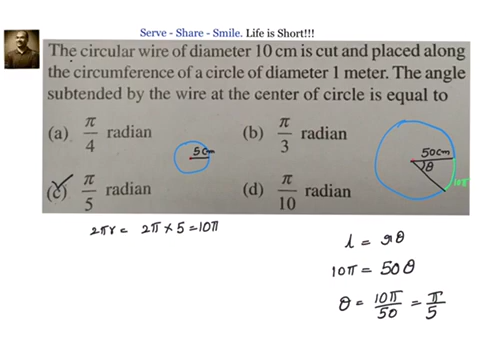 Serve - Share - Smile. Life is Short!!!
The circular wire of diameter 10 cm is cut and placed along
the circumference of a circle of diameter 1 meter. The angle
subtended by the wire at the center of circle is equal to
(a) π/4 radian
(b) π/3 radian
5cm
50cm
θ
10π
(c) π/5 radian
(d) π/10 radian
2πr = 2π × 5 = 10π
l = rθ
10π = 50θ
θ = 10π/50 = π/5